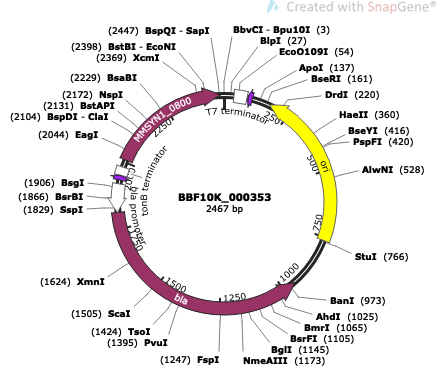 Created with SnapGene®
(2447) BspQI - SapI
(2398) BstBI - EcoNI
(2369) XcmI
(2229) BsaBI
(2172) NspI
(2131) BstAPI
(2104) BspDI - ClaI
(2044) EagI
(1906) BsgI
(1866) BsrBI
(1829) SspI
(1624) XmnI
(1505) ScaI
(1424) TsoI
(1395) PvuI
(1247) FspI
BbvCI - Bpu10I (3)
BlpI (27)
EcoO109I (54)
ApoI (137)
BseRI (161)
DrdI (220)
HaeII (360)
BseYI (416)
PspFI (420)
AlwNI (528)
StuI (766)
BanI (973)
AhdI (1025)
BmrI (1065)
BsrFI (1105)
BglI (1145)
NmeAIII (1173)
T7 terminator
MMSYN1_0800
tonB terminator
bla promoter
bla
ori
250
500
750
1000
1250
1500
1750
2000
2250
BBF10K_000353
2467 bp